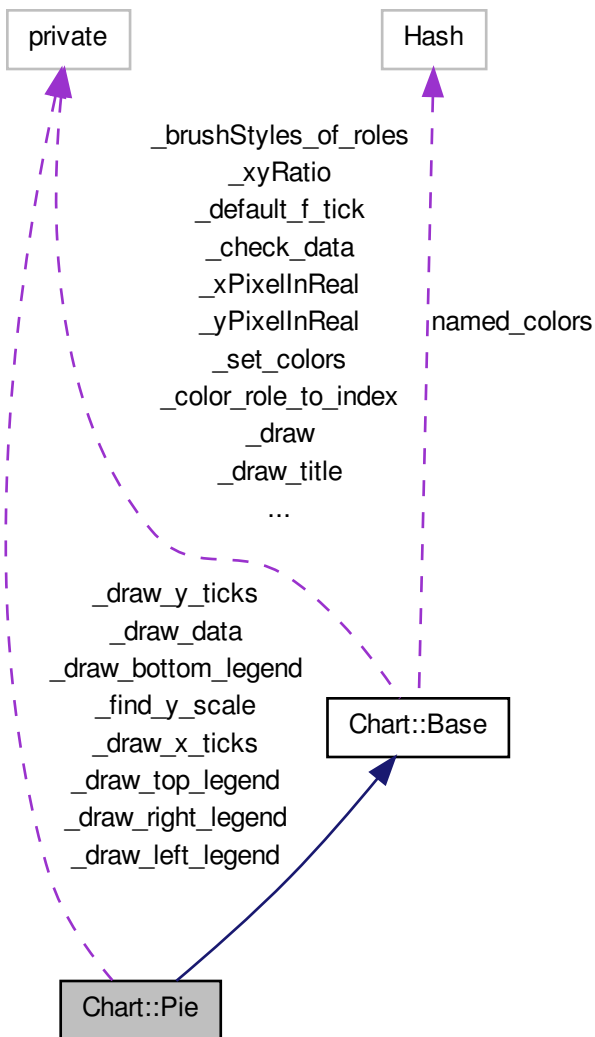 private
Hash
_brushStyles_of_roles
_xyRatio
_default_f_tick
_check_data
_xPixelInReal
_yPixelInReal
named_colors
_set_colors
_color_role_to_index
_draw
_draw_title
...
_draw_y_ticks
_draw_data
_draw_bottom_legend
_find_y_scale
Chart::Base
_draw_x_ticks
_draw_top_legend
_draw_right_legend
_draw_left_legend
Chart::Pie